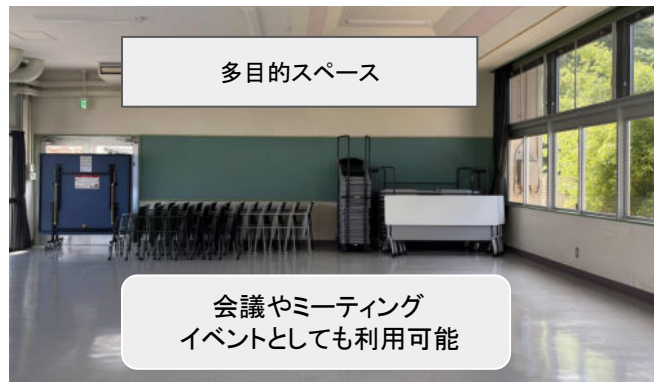 多目的スペース
会議やミーティング
イベントとしても利用可能